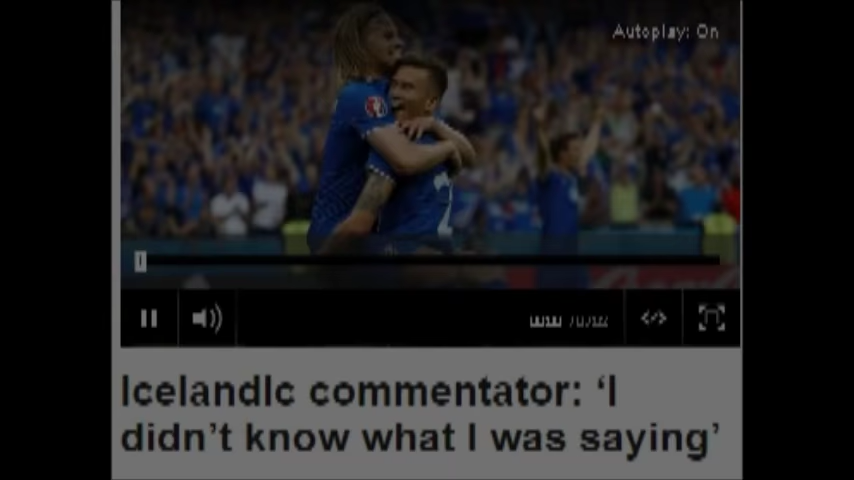 Autoplay: On
Icelandic commentator: ‘I
didn’t know what I was saying’